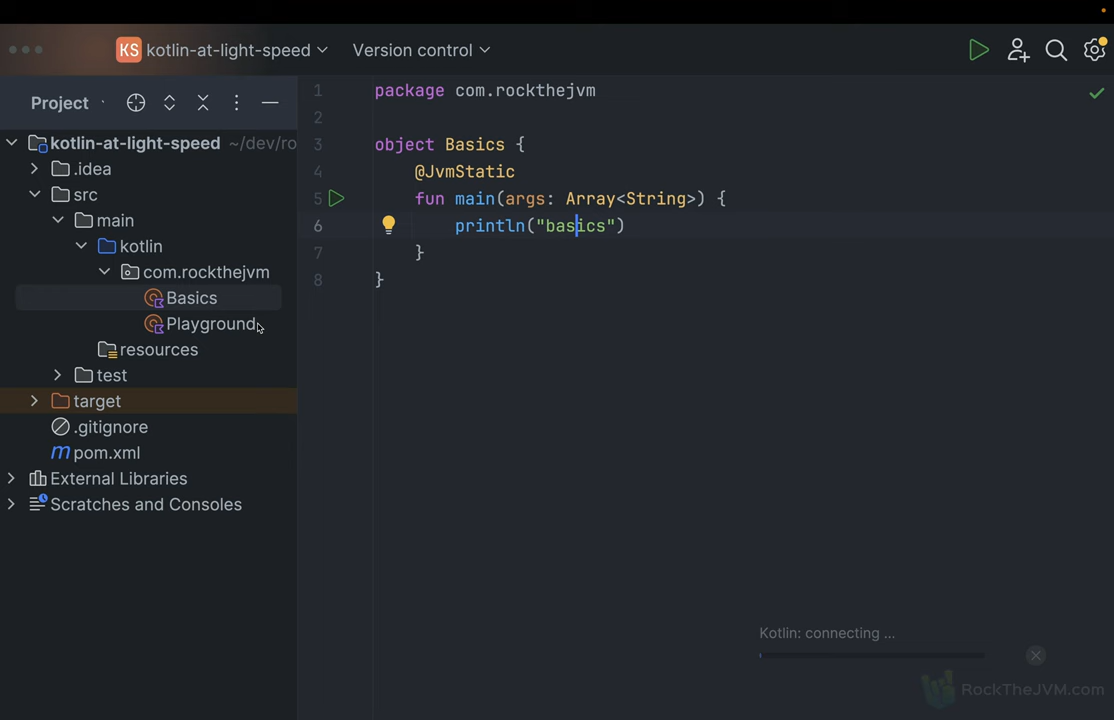 KS kotlin-at-light-speed Version control
Project
kotlin-at-light-speed ~/dev/ro
.idea
src
main
kotlin
com.rockthejvm
Basics
Playground
resources
test
target
.gitignore
m pom.xml
External Libraries
Scratches and Consoles
1 package com.rockthejvm
2
3 object Basics {
4 @JvmStatic
5 fun main(args: Array<String>) {
6 println("basics")
7 }
8 }
Kotlin: connecting ...
RockTheJVM.com